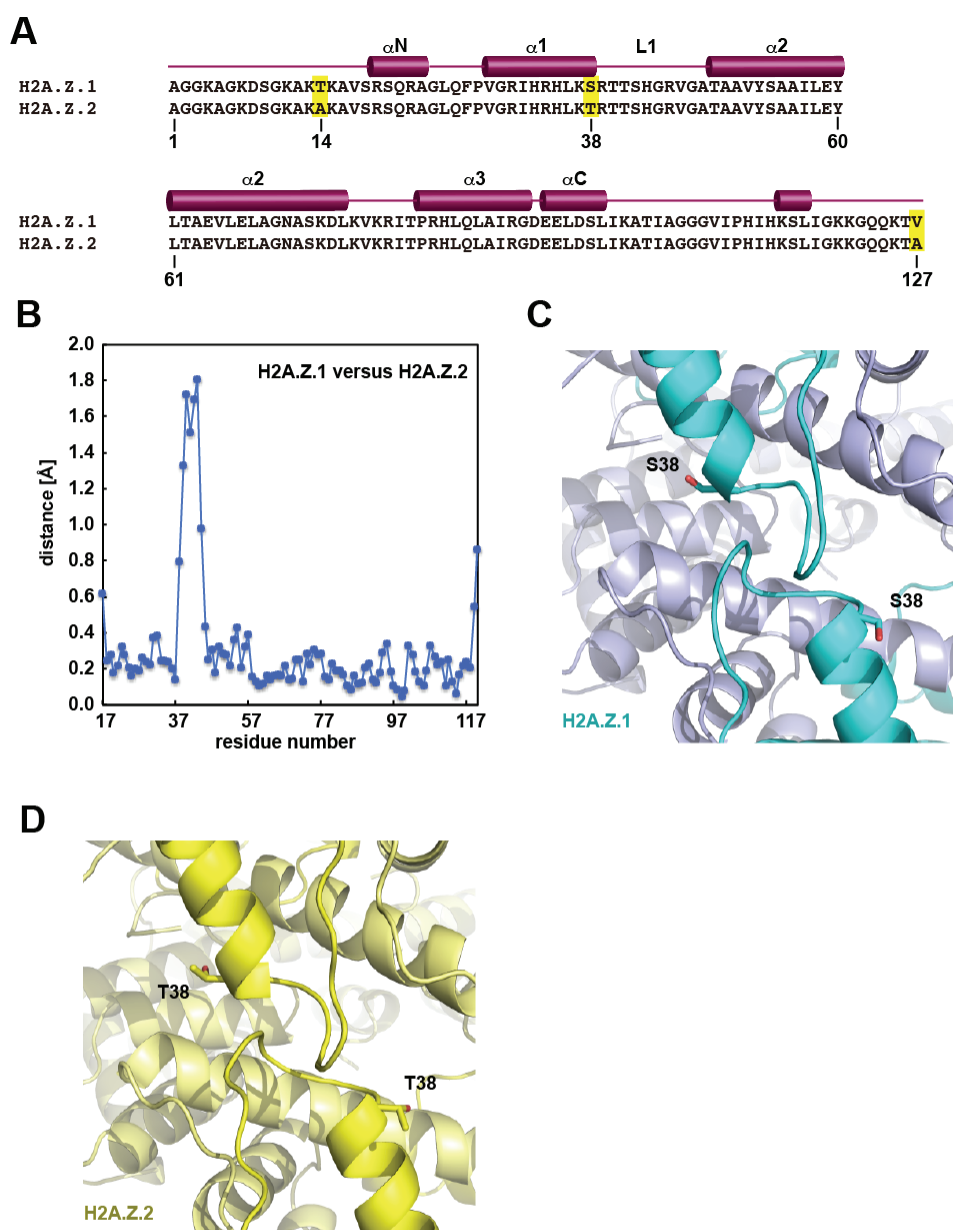 A
αN α1 L1 α2
H2A.Z.1 AGGKAGKDSGKAKTKAVSRSQRAGLQFPVGRIHRHLKSRTTSHGRVGATAAVYSAAILEY
H2A.Z.2 AGGKAGKDSGKAKAKAVSRSQRAGLQFPVGRIHRHLKTRTTSHGRVGATAAVYSAAILEY
1 14 38 60
α2 α3 αC
H2A.Z.1 LTAEVLELAGNASKDLKVKRITPRHLQLAIRGDEELDSLIKATIAGGGVIPHIHKSLIGKKGQQKTV
H2A.Z.2 LTAEVLELAGNASKDLKVKRITPRHLQLAIRGDEELDSLIKATIAGGGVIPHIHKSLIGKKGQQKTA
61 127
B
H2A.Z.1 versus H2A.Z.2
distance [Å]
2.0
1.8
1.6
1.4
1.2
1.0
0.8
0.6
0.4
0.2
0.0
17 37 57 77 97 117
residue number
C
S38
S38
H2A.Z.1
D
T38
T38
H2A.Z.2